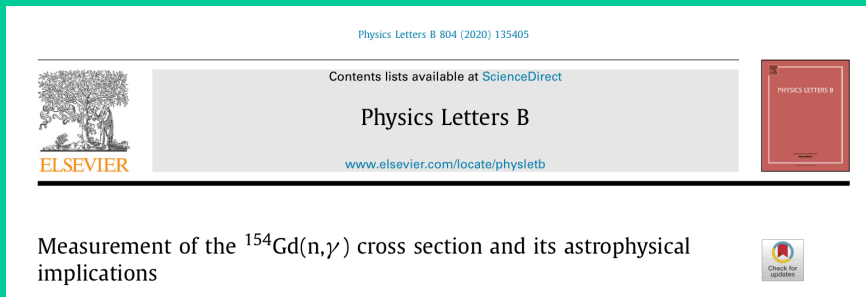 Physics Letters B 804 (2020) 135405
Contents lists available at ScienceDirect
Physics Letters B
www.elsevier.com/locate/physletb
ELSEVIER
PHYSICS LETTERS B
Measurement of the ¹⁵⁴Gd(n,γ) cross section and its astrophysical
implications
Check for
updates